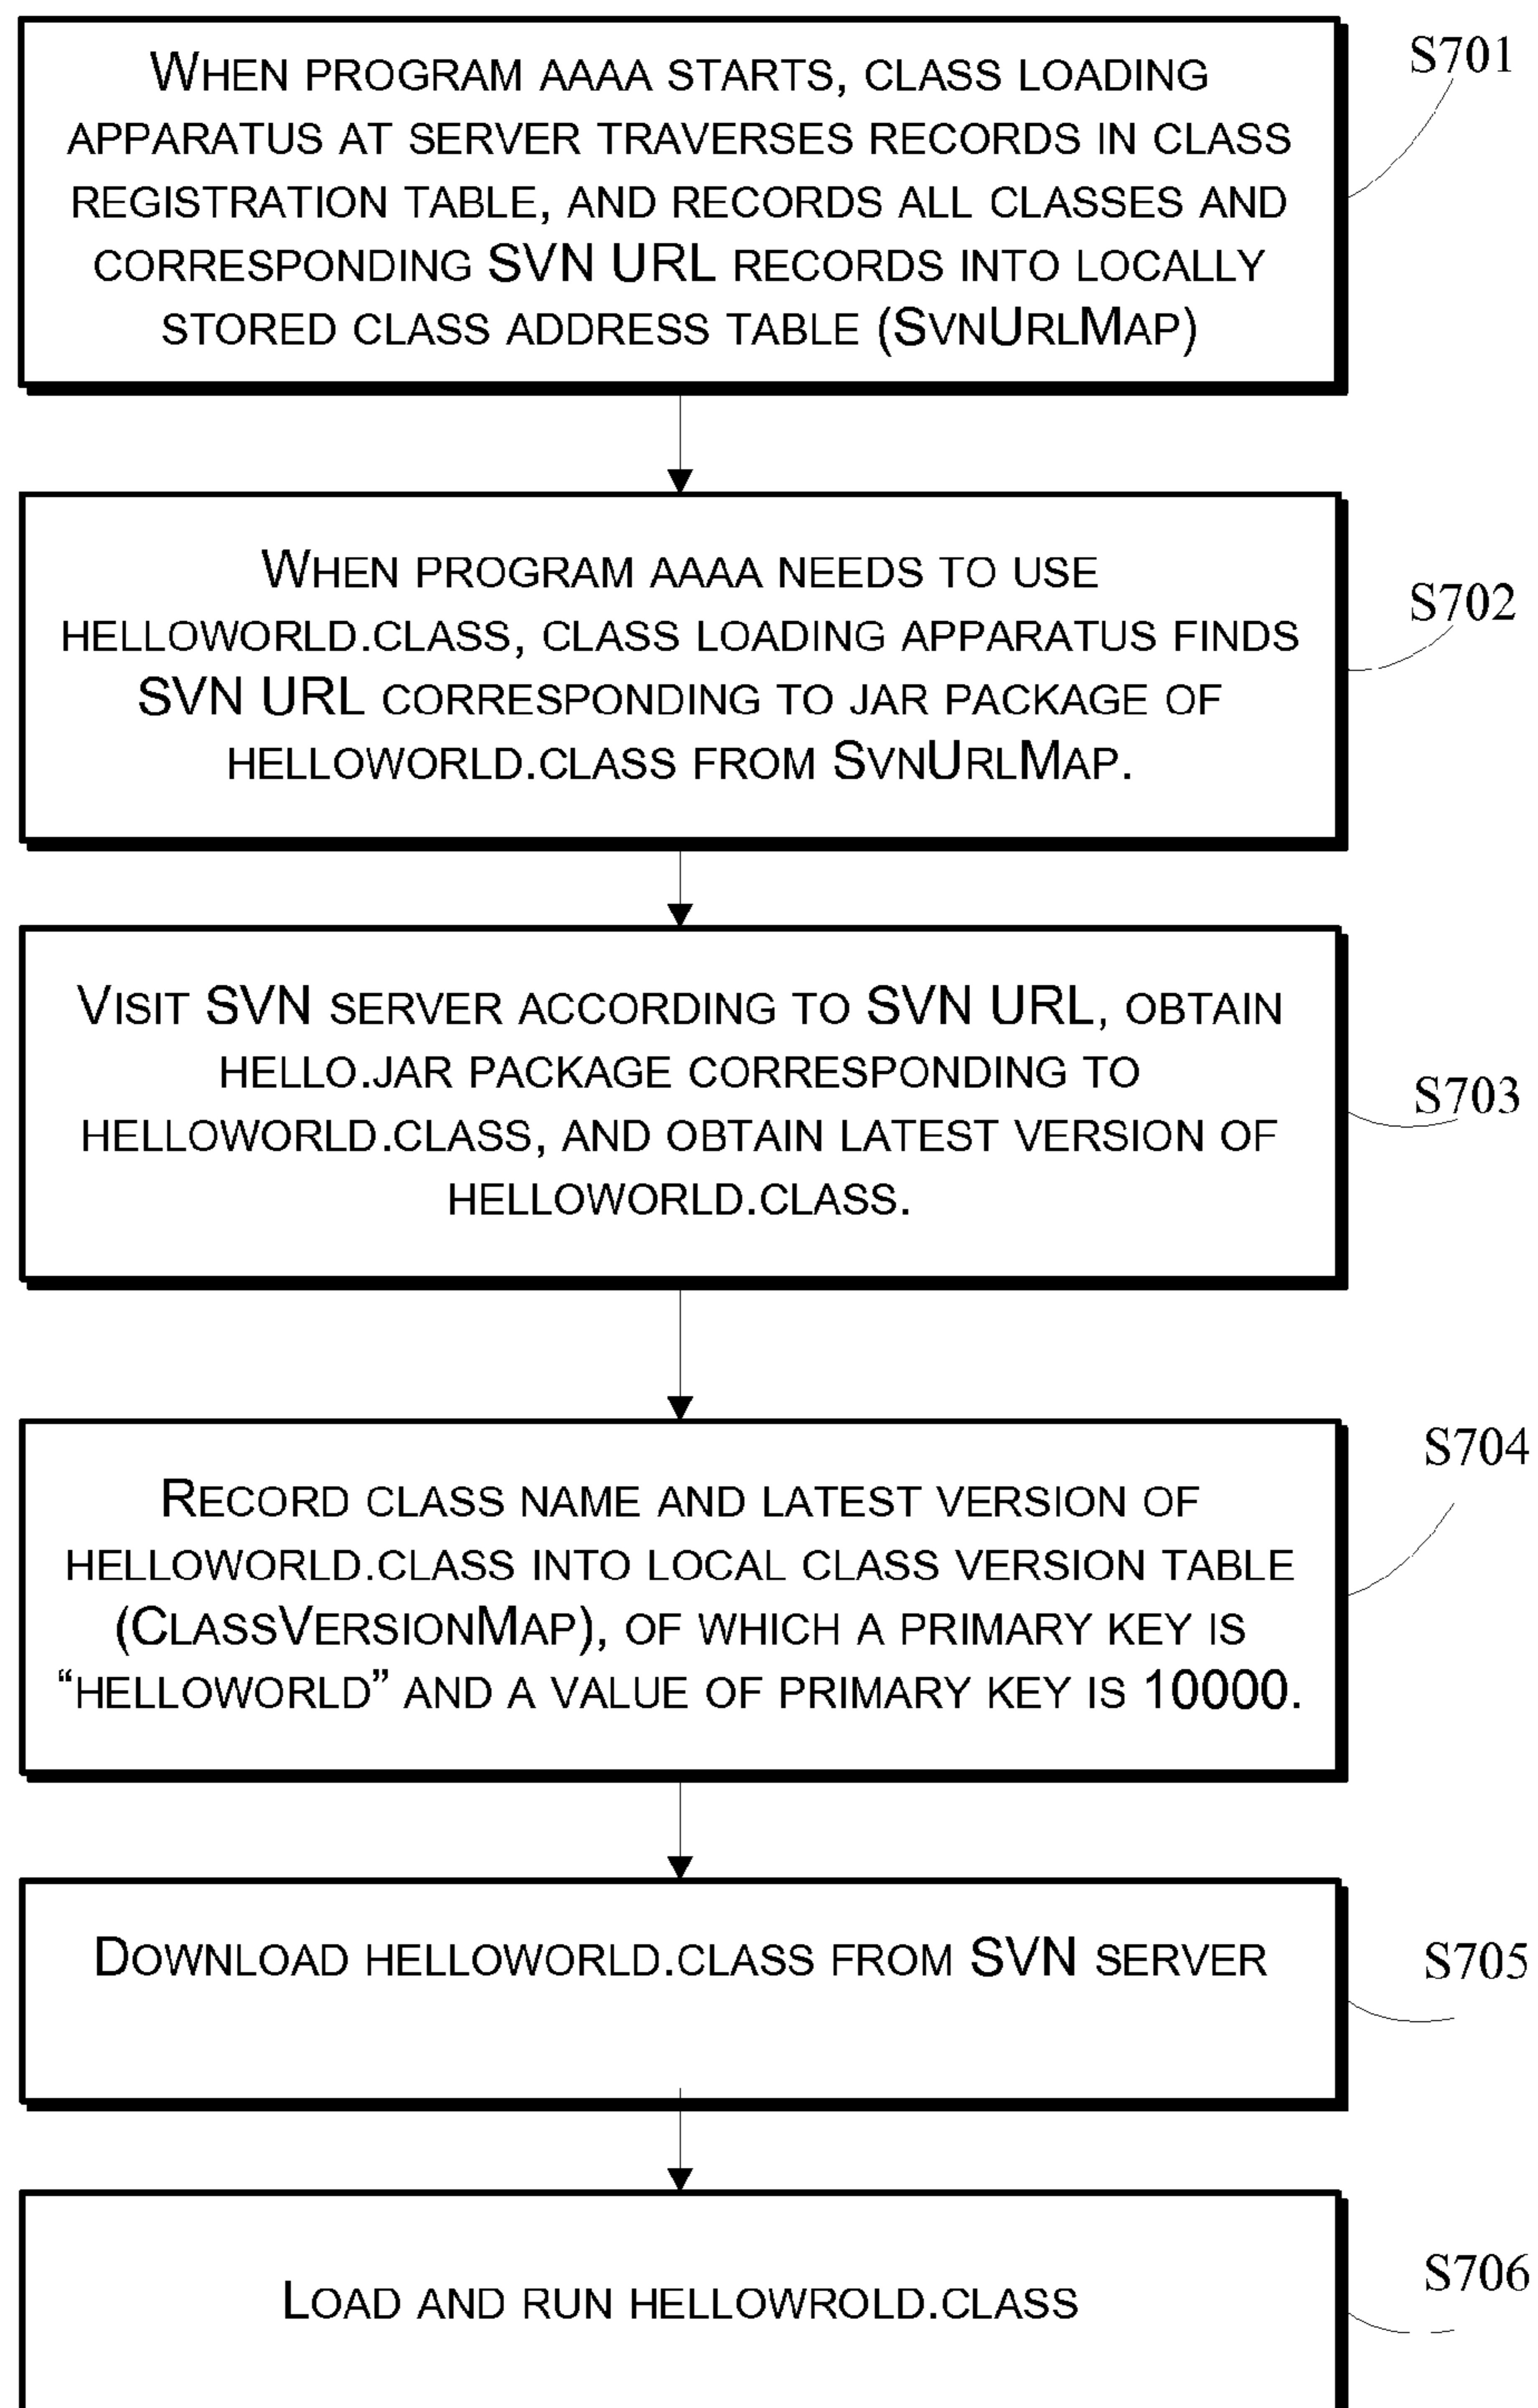 When program aaaa starts, class loading
apparatus at server traverses records in class
registration table, and records all classes and
corresponding SVN URL records into locally
stored class address table (SvnUrlMap)
S701
When program aaaa needs to use
helloworld.class, class loading apparatus finds
SVN URL corresponding to jar package of
helloworld.class from SvnUrlMap.
S702
Visit SVN server according to SVN URL, obtain
hello.jar package corresponding to
helloworld.class, and obtain latest version of
helloworld.class.
S703
Record class name and latest version of
helloworld.class into local class version table
(ClassVersionMap), of which a primary key is
“helloworld” and a value of primary key is 10000.
S704
Download helloworld.class from SVN server
S705
Load and run hellowrold.class
S706